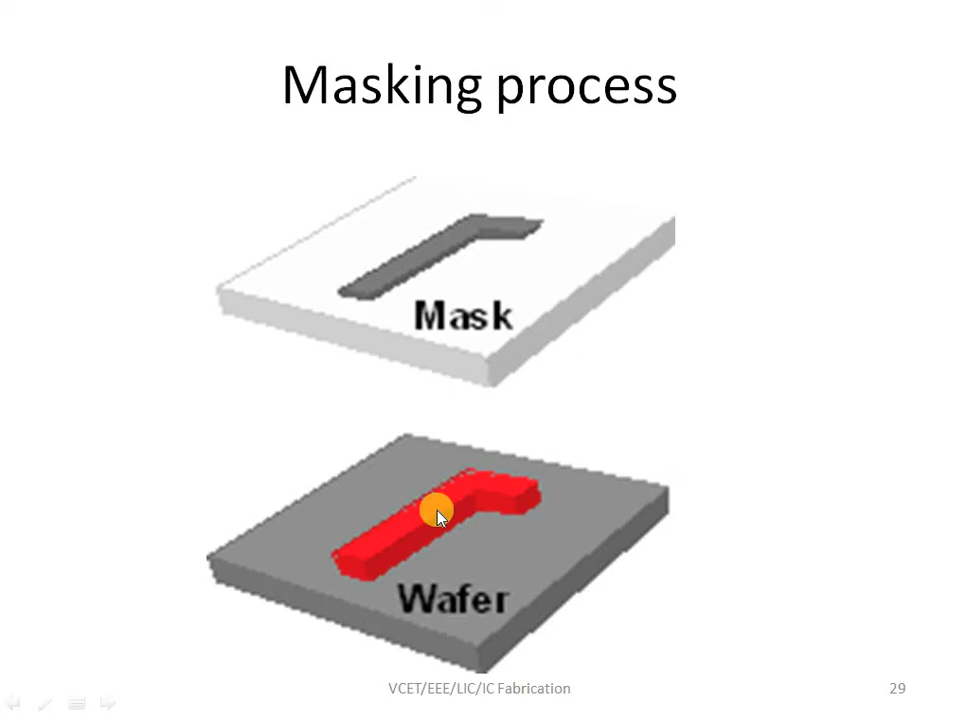 Masking process
Mask
Wafer
VCET/EEE/LIC/IC Fabrication
29